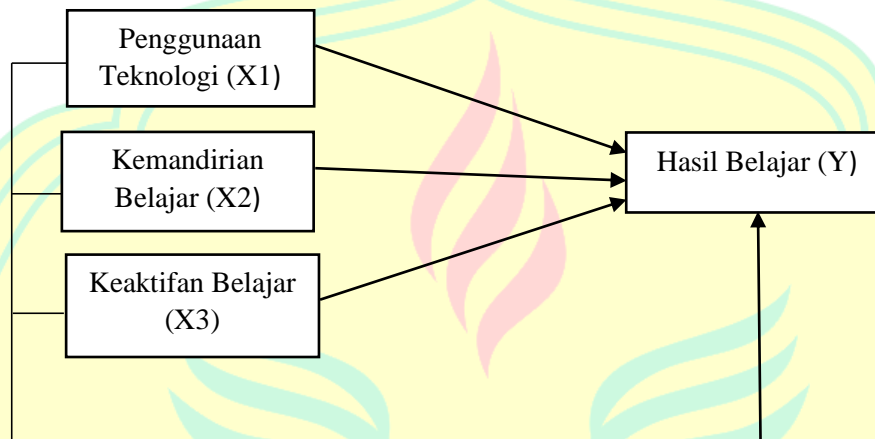 Penggunaan
Teknologi (X1)
Kemandirian
Belajar (X2)
Keaktifan Belajar
(X3)
Hasil Belajar (Y)